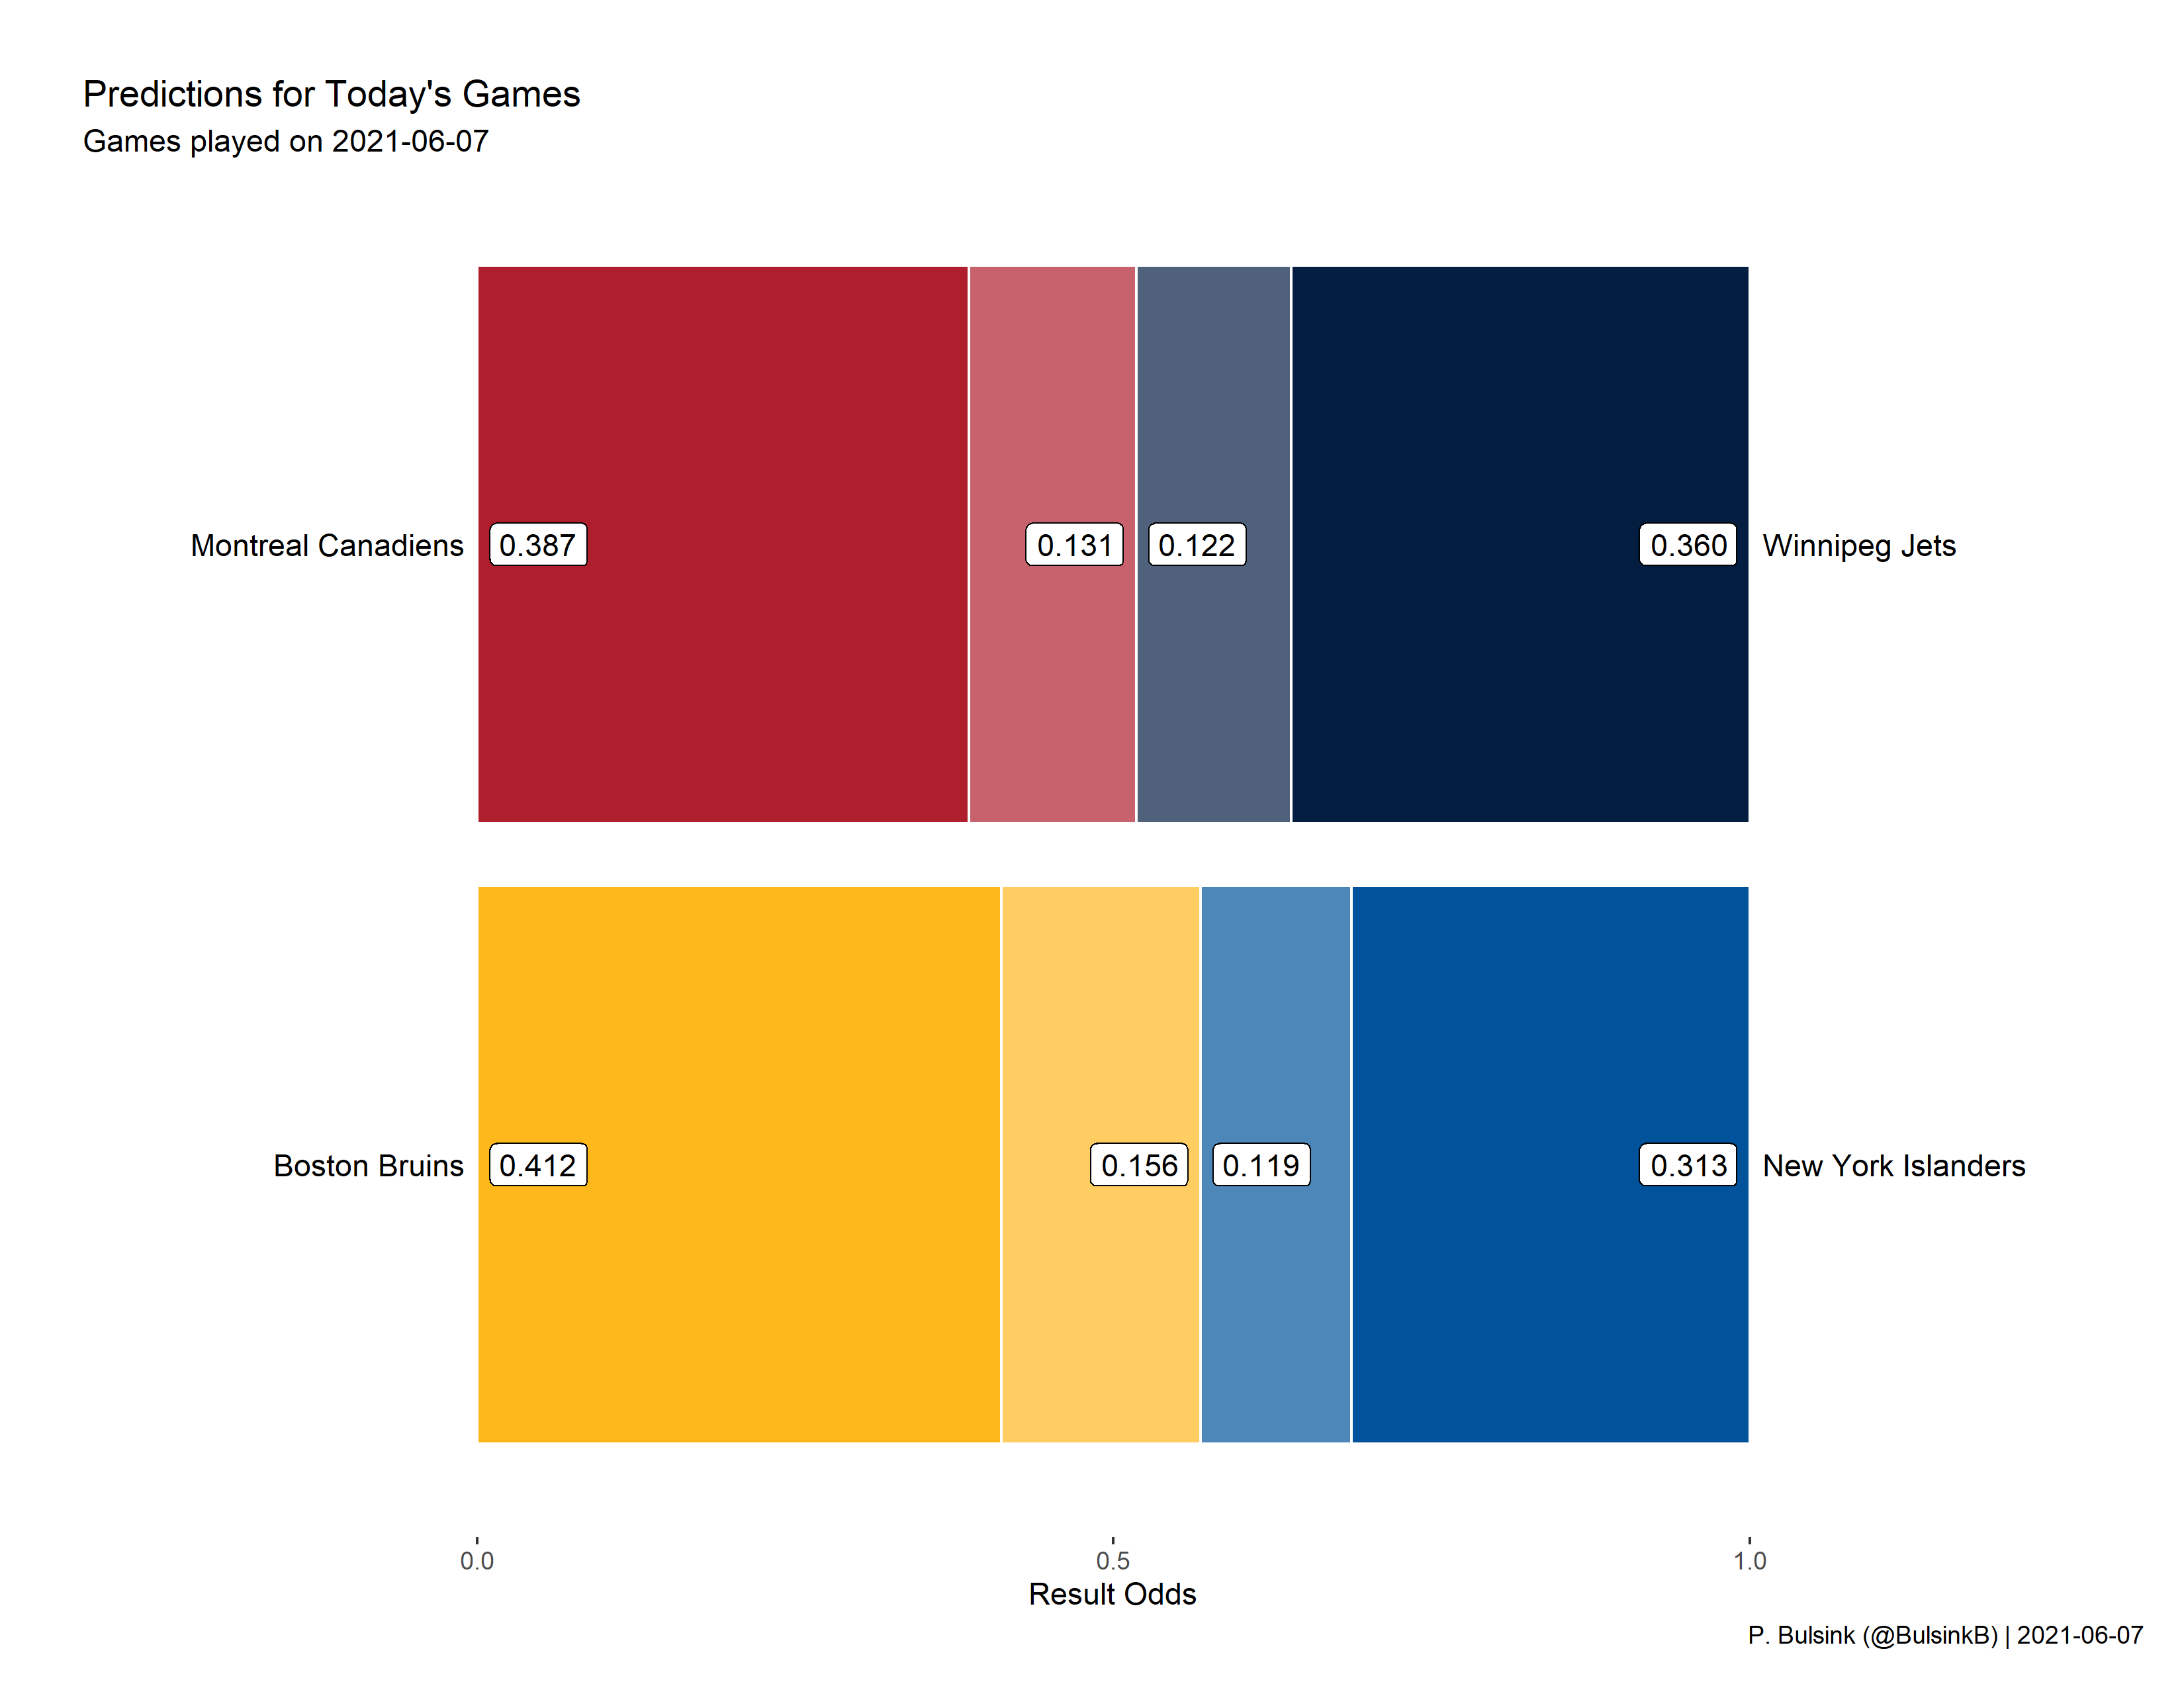 Predictions for Today's Games
Games played on 2021-06-07
Montreal Canadiens 0.387 0.131 0.122 0.360 Winnipeg Jets
Boston Bruins 0.412 0.156 0.119 0.313 New York Islanders
0.0 0.5 1.0
Result Odds
P. Bulsink (@BulsinkB) | 2021-06-07